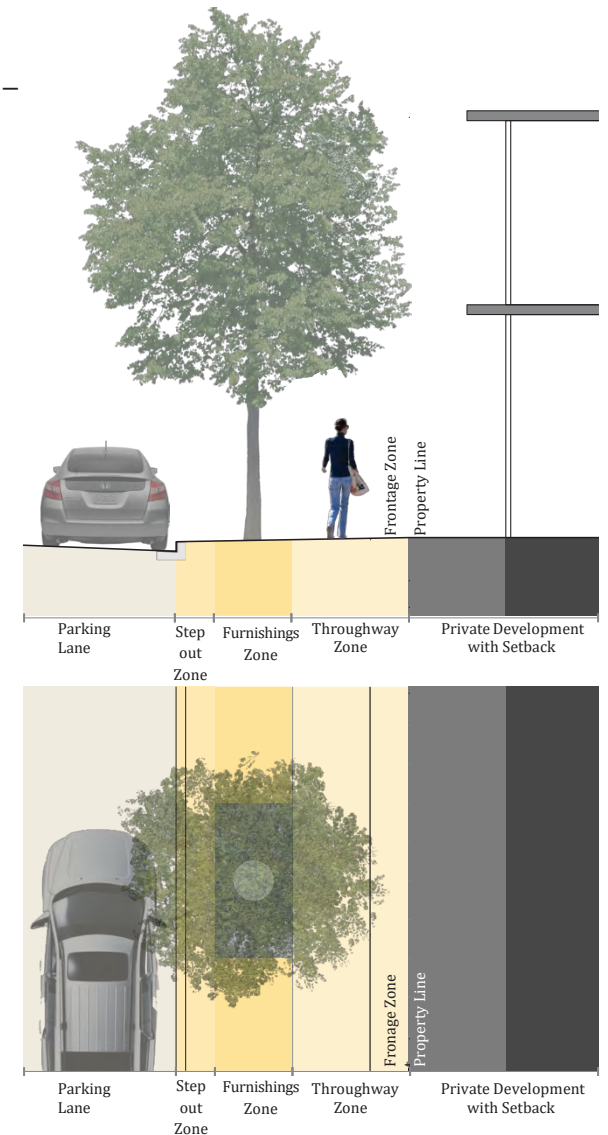 Frontage Zone
Property Line
Parking
Lane
Step
out
Zone
Furnishings
Zone
Throughway
Zone
Private Development
with Setback
Fronage Zone
Property Line
Parking
Lane
Step
out
Zone
Furnishings
Zone
Throughway
Zone
Private Development
with Setback